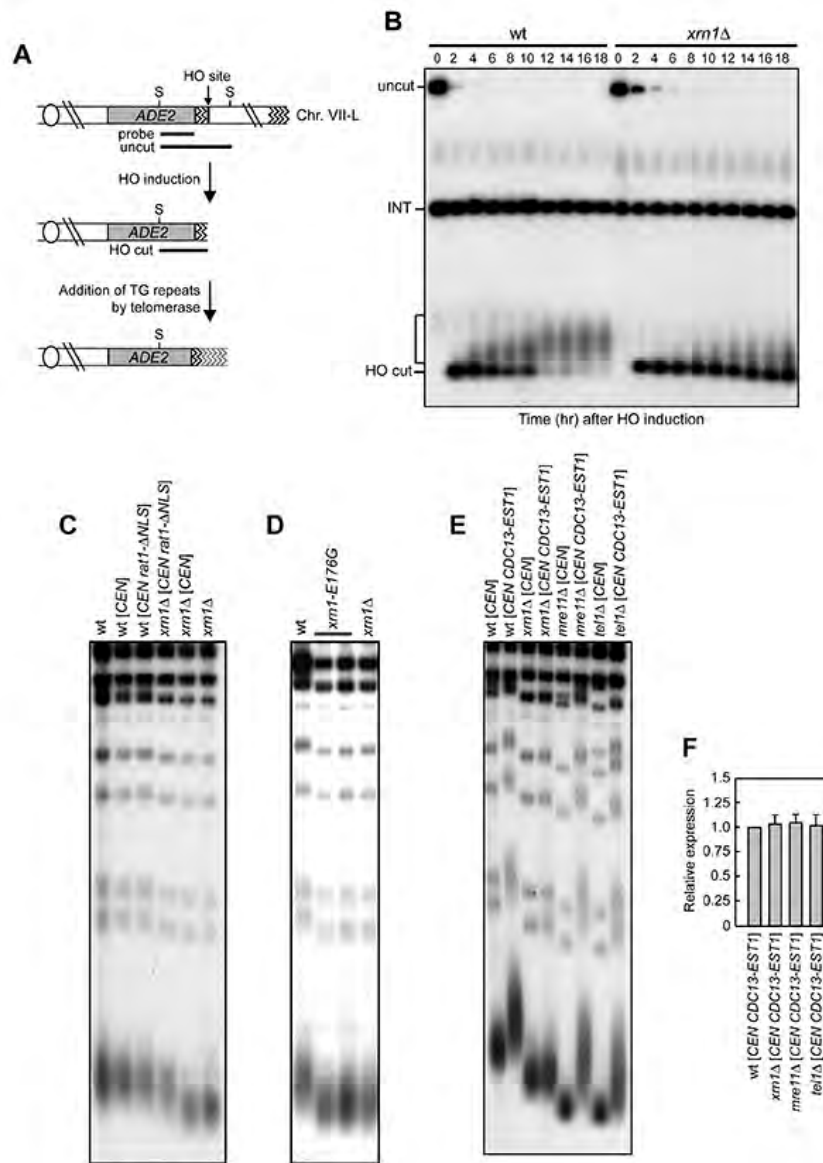 A
HO site
S
S
ADE2
Chr. VII-L
probe
uncut
HO induction
S
ADE2
HO cut
Addition of TG repeats
by telomerase
S
ADE2
B
wt
xrn1Δ
0 2 4 6 8 10 12 14 16 18
0 2 4 6 8 10 12 14 16 18
uncut
INT
HO cut
Time (hr) after HO induction
C
wt
wt [CEN]
wt [CEN rat1-ΔNLS]
xrn1Δ [CEN rat1-ΔNLS]
xrn1Δ [CEN]
xrn1Δ
D
wt
xrn1-E176G
xrn1Δ
E
wt [CEN]
wt [CEN CDC13-EST1]
xrn1Δ [CEN]
xrn1Δ [CEN CDC13-EST1]
mre11Δ [CEN]
mre11Δ [CEN CDC13-EST1]
tel1Δ [CEN]
tel1Δ [CEN CDC13-EST1]
F
Relative expression
1.5
1.25
1.0
0.75
0.5
0.25
0
wt [CEN CDC13-EST1]
xrn1Δ [CEN CDC13-EST1]
mre11Δ [CEN CDC13-EST1]
tel1Δ [CEN CDC13-EST1]